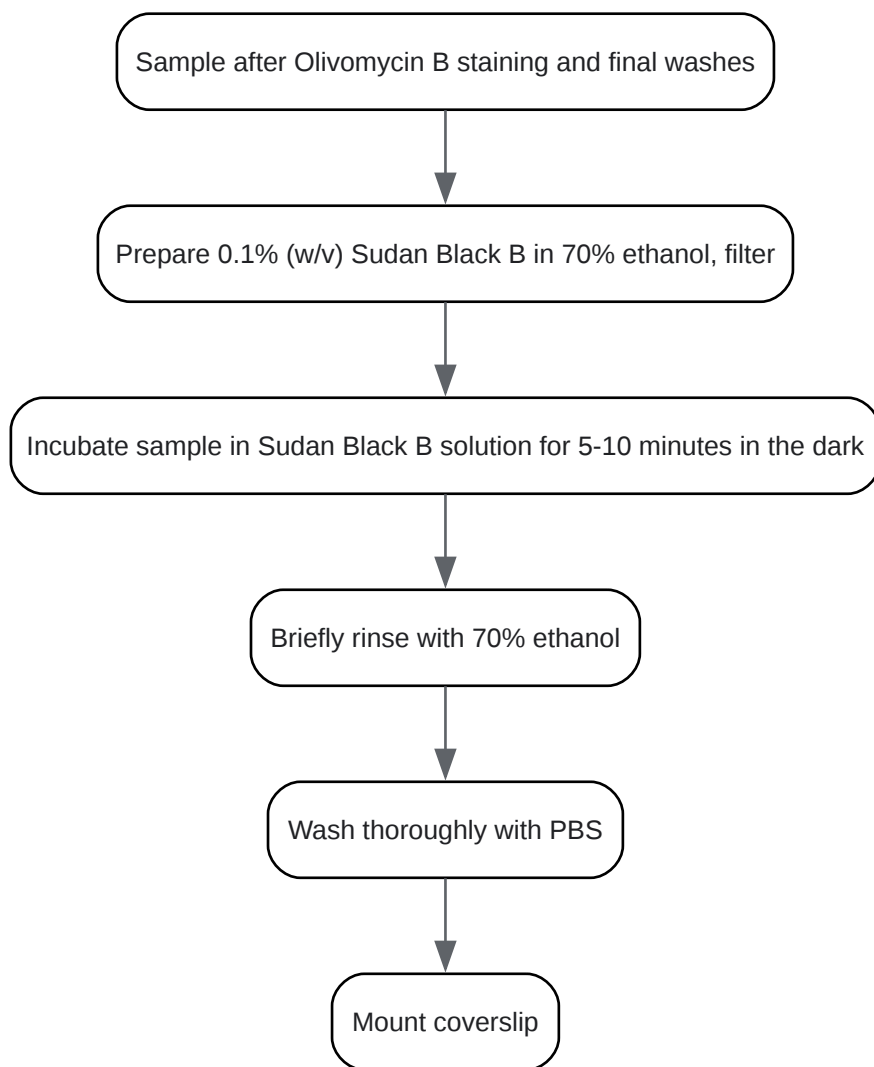 Sample after Olivomycin B staining and final washes
Prepare 0.1% (w/v) Sudan Black B in 70% ethanol, filter
Incubate sample in Sudan Black B solution for 5-10 minutes in the dark
Briefly rinse with 70% ethanol
Wash thoroughly with PBS
Mount coverslip